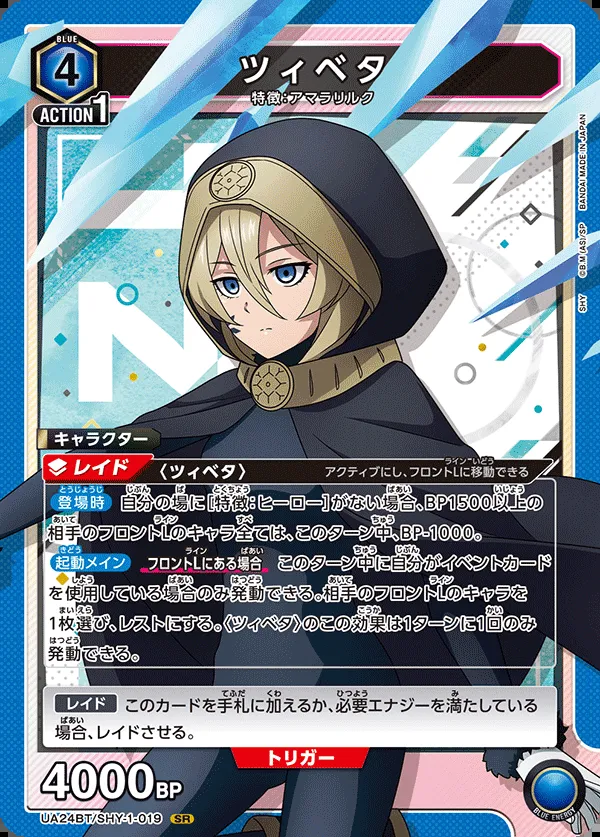 BLUE
4
ACTION1
ツィベタ
特徴:アマラリルク
SHY ©B.M(AS)/SP BANDAI MADE IN JAPAN
キャラクター
レイド 〈ツィベタ〉 アクティブにし、フロントLに移動できる
登場時 自分の場に[特徴:ヒーロー]がない場合、BP1500以上の
相手のフロントLのキャラ全ては、このターン中、BP-1000。
起動メイン フロントLにある場合 このターン中に自分がイベントカード
を使用している場合のみ発動できる。相手のフロントLのキャラを
1枚選び、レストにする。〈ツィベタ〉のこの効果は1ターンに1回のみ
発動できる。
レイド このカードを手札に加えるか、必要エナジーを満たしている
場合、レイドさせる。
トリガー
4000BP
UA24BT/SHY-1-019 SR
BLUE ENERGY